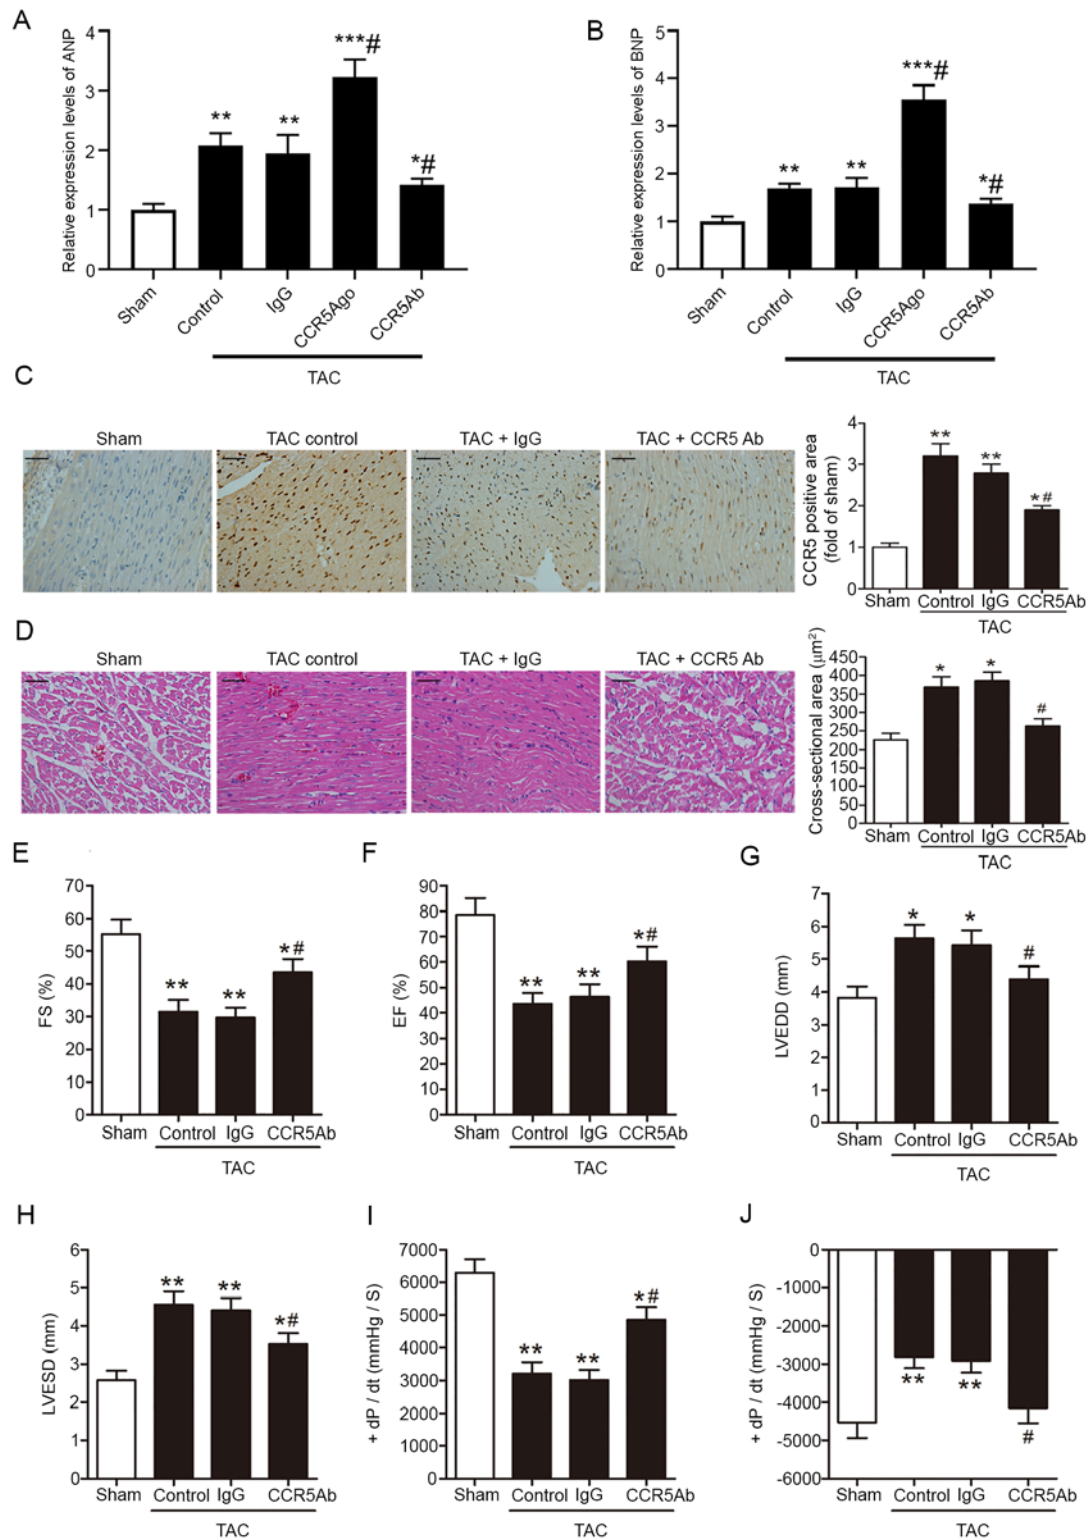 A
Relative expression levels of ANP
4
3
2
1
0
**
**
***#
*#
Sham
Control
IgG
CCR5Ago
CCR5Ab
TAC
B
Relative expression levels of BNP
5
4
3
2
1
0
**
**
***#
*#
Sham
Control
IgG
CCR5Ago
CCR5Ab
TAC
C
Sham
TAC control
TAC + IgG
TAC + CCR5 Ab
CCR5 positive area
(fold of sham)
4
3
2
1
0
**
**
*#
Sham
Control
IgG
CCR5Ab
TAC
D
Sham
TAC control
TAC + IgG
TAC + CCR5 Ab
Cross-sectional area (μm²)
450
400
350
300
250
200
150
100
50
0
*
*
#
Sham
Control
IgG
CCR5Ab
TAC
E
FS (%)
70
60
50
40
30
20
10
0
**
**
*#
Sham
Control
IgG
CCR5Ab
TAC
F
EF (%)
90
80
70
60
50
40
30
20
10
0
**
**
*#
Sham
Control
IgG
CCR5Ab
TAC
G
LVEDD (mm)
7
6
5
4
3
2
1
0
*
*
#
Sham
Control
IgG
CCR5Ab
TAC
H
LVESD (mm)
6
5
4
3
2
1
0
**
**
*#
Sham
Control
IgG
CCR5Ab
TAC
I
+ dP / dt (mmHg / S)
7000
6000
5000
4000
3000
2000
1000
0
**
**
*#
Sham
Control
IgG
CCR5Ab
TAC
J
+ dP / dt (mmHg / S)
0
-1000
-2000
-3000
-4000
-5000
-6000
**
**
#
Sham
Control
IgG
CCR5Ab
TAC